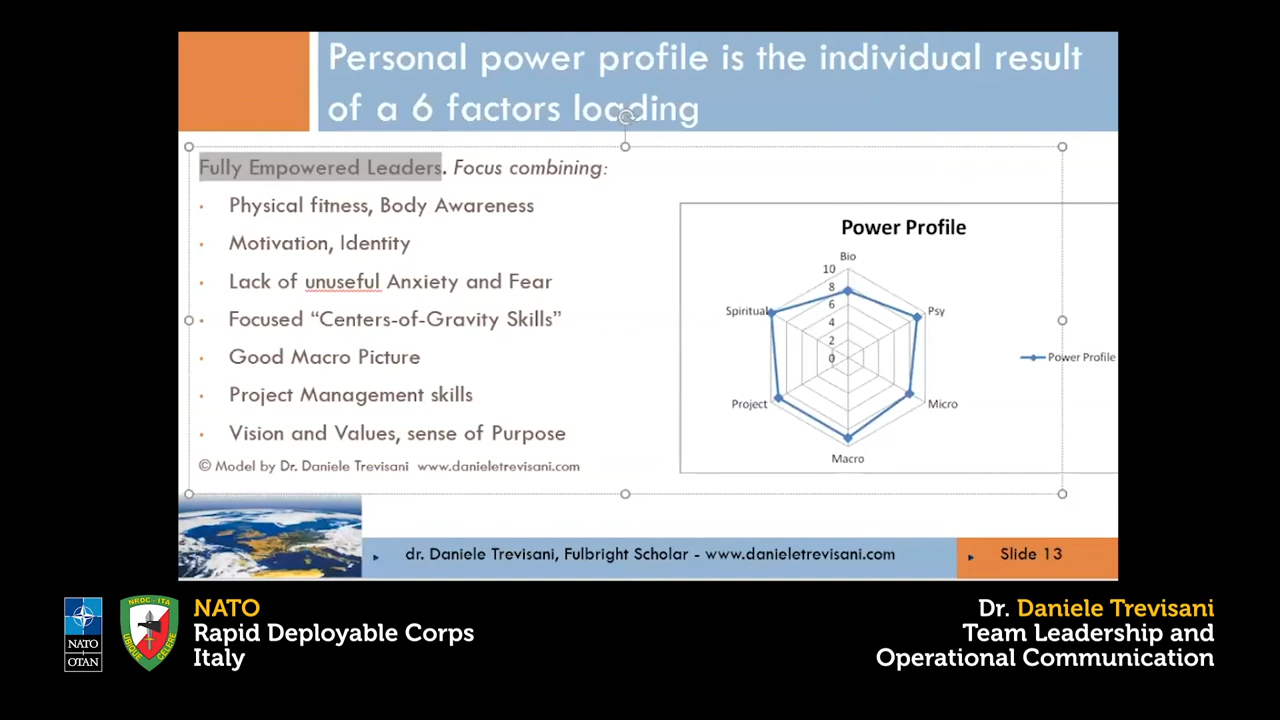 Personal power profile is the individual result
of a 6 factors loading
Fully Empowered Leaders. Focus combining:
· Physical fitness, Body Awareness
· Motivation, Identity
· Lack of unuseful Anxiety and Fear
· Focused “Centers-of-Gravity Skills”
· Good Macro Picture
· Project Management skills
· Vision and Values, sense of Purpose
© Model by Dr. Daniele Trevisani www.danieletrevisani.com
Power Profile
Bio
10
8
6
4
2
0
Spiritual
Psy
Project
Micro
Macro
Power Profile
dr. Daniele Trevisani, Fulbright Scholar - www.danieletrevisani.com
Slide 13
NATO
OTAN
NRDC - ITA
UBIQUE CELERE
NATO
Rapid Deployable Corps
Italy
Dr. Daniele Trevisani
Team Leadership and
Operational Communication